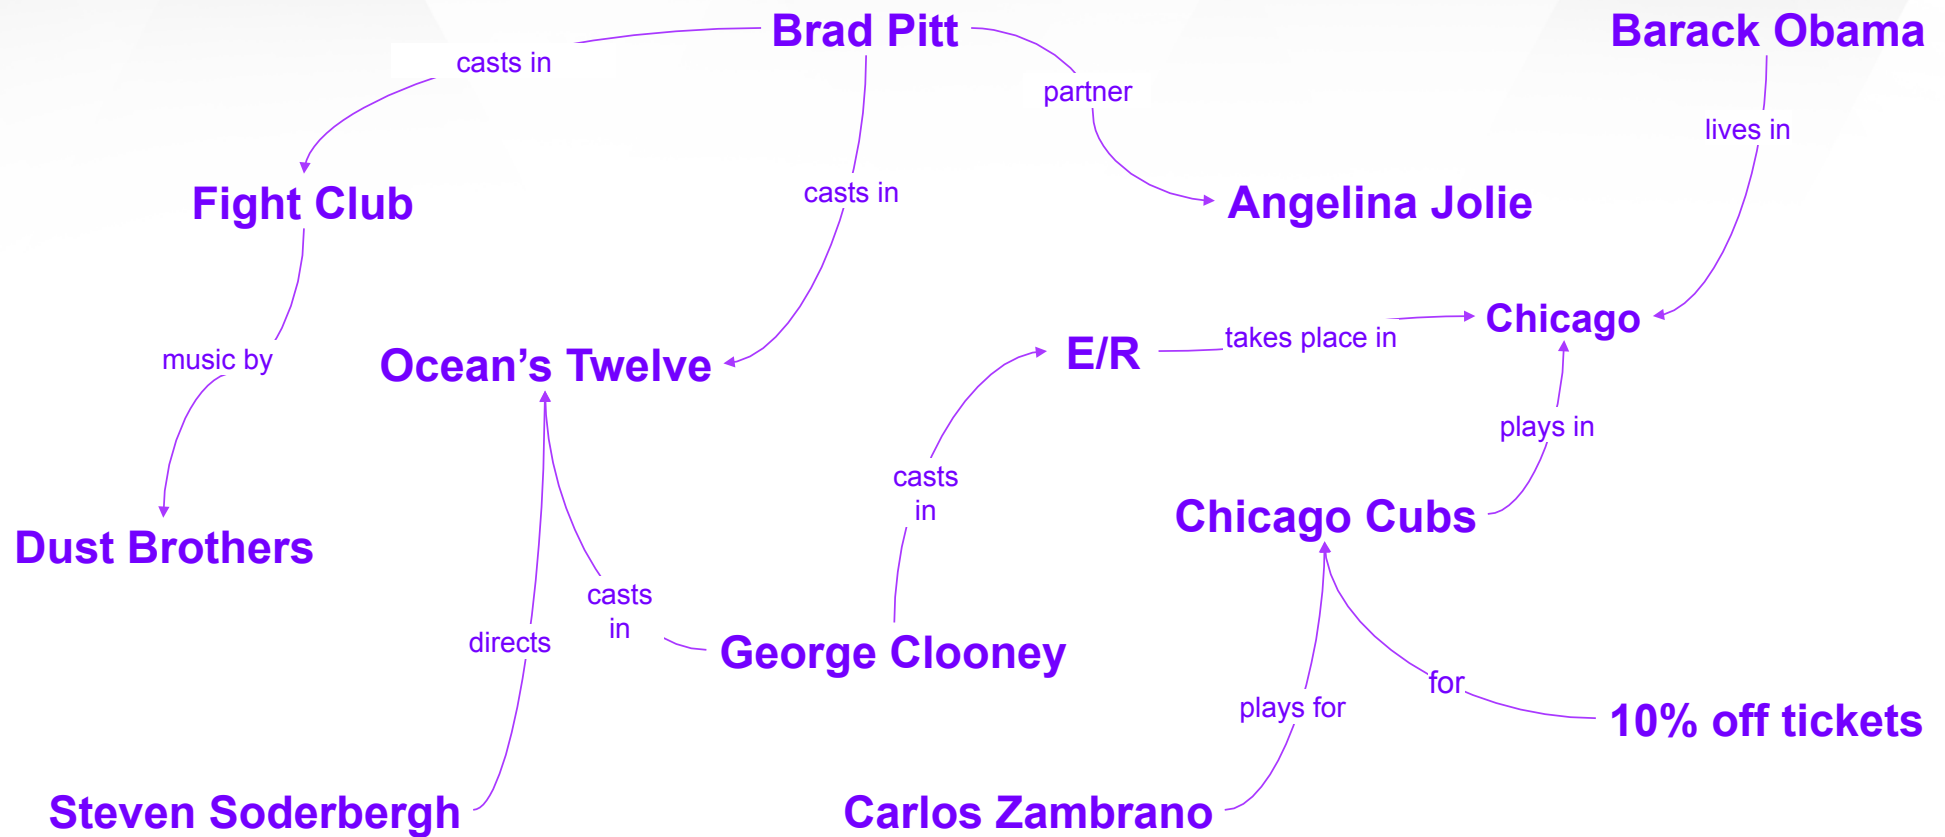 Brad Pitt
Barack Obama
casts in
partner
lives in
Fight Club
casts in
Angelina Jolie
Chicago
takes place in
E/R
music by
Ocean’s Twelve
plays in
casts
in
Chicago Cubs
Dust Brothers
casts
in
directs
George Clooney
for
plays for
10% off tickets
Steven Soderbergh
Carlos Zambrano